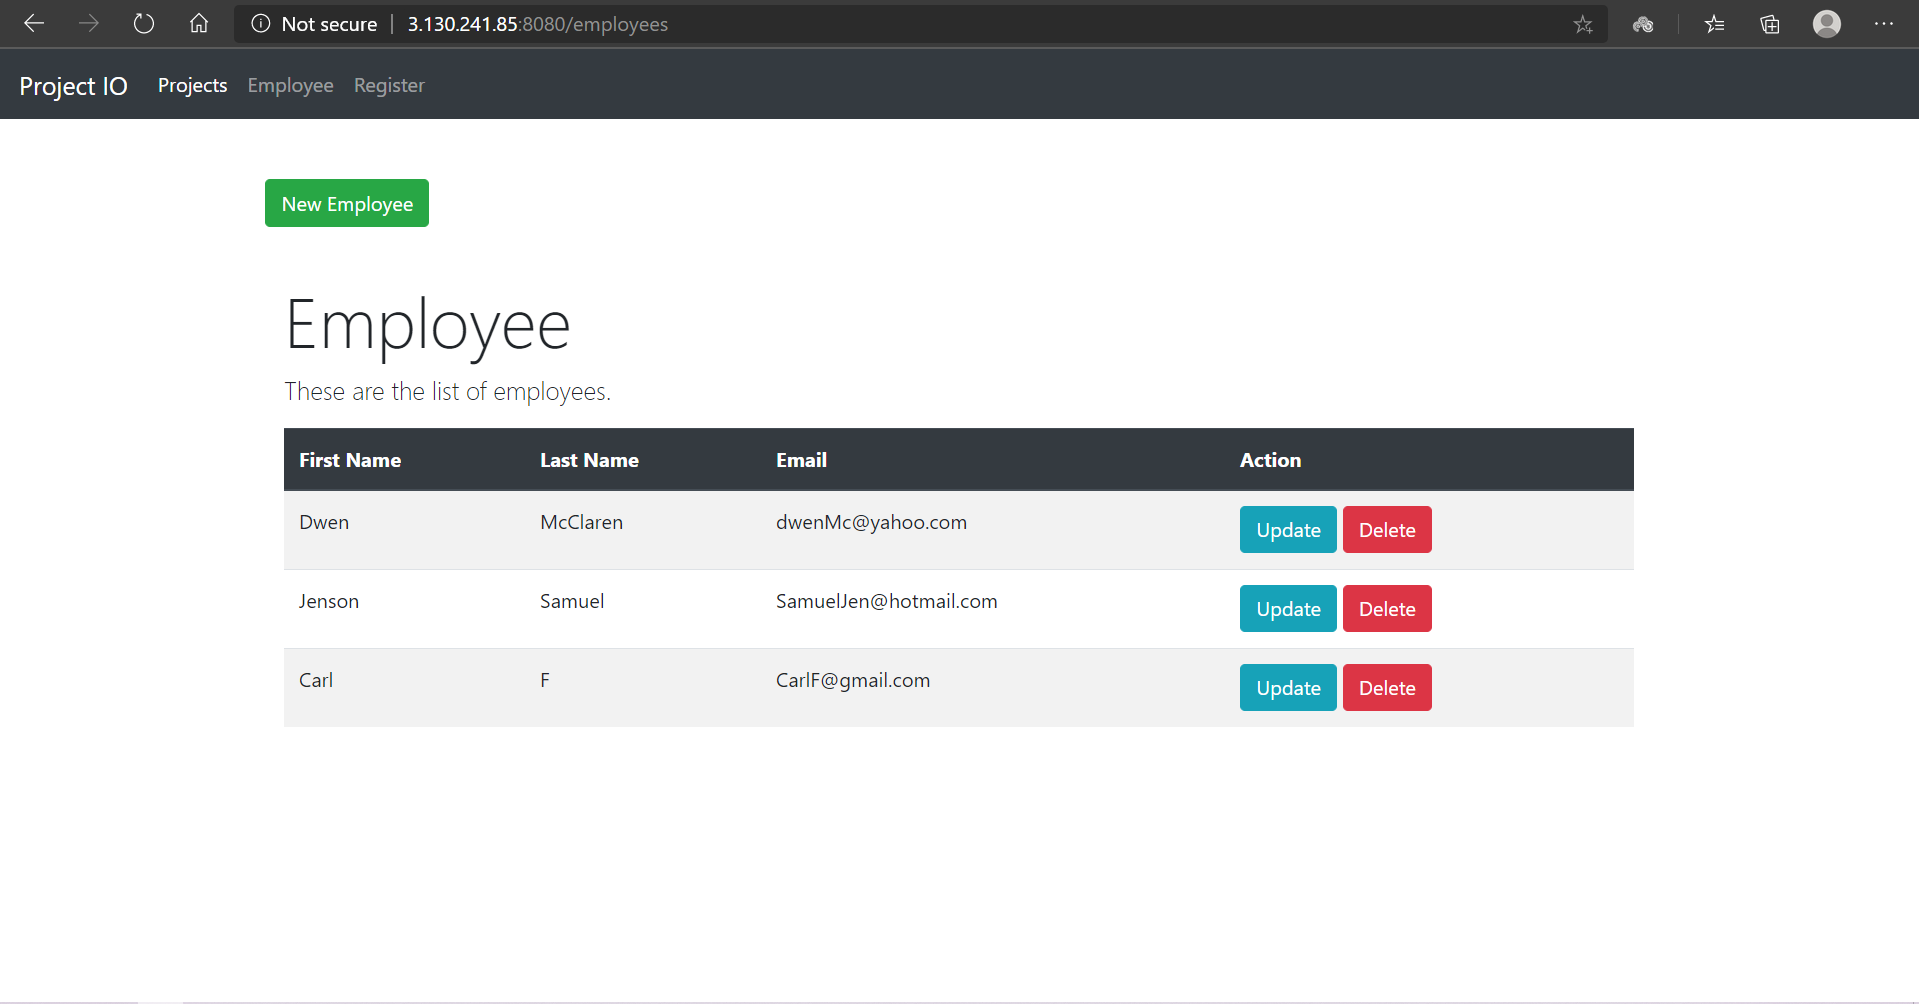 Not secure | 3.130.241.85:8080/employees
Project IO Projects Employee Register
New Employee
Employee
These are the list of employees.
First Name Last Name Email Action
Dwen McClaren dwenMc@yahoo.com Update Delete
Jenson Samuel SamuelJen@hotmail.com Update Delete
Carl F CarlF@gmail.com Update Delete